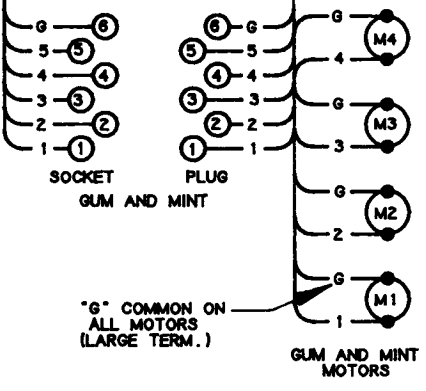 G 6 6 G G
5 5 5 5 M4
4 4 4 4 4
3 3 3 3 G
2 2 2 2 M3
1 1 1 1 3
SOCKET PLUG
GUM AND MINT
G
M2
2
G
M1
1
"G" COMMON ON
ALL MOTORS
(LARGE TERM.)
GUM AND MINT
MOTORS